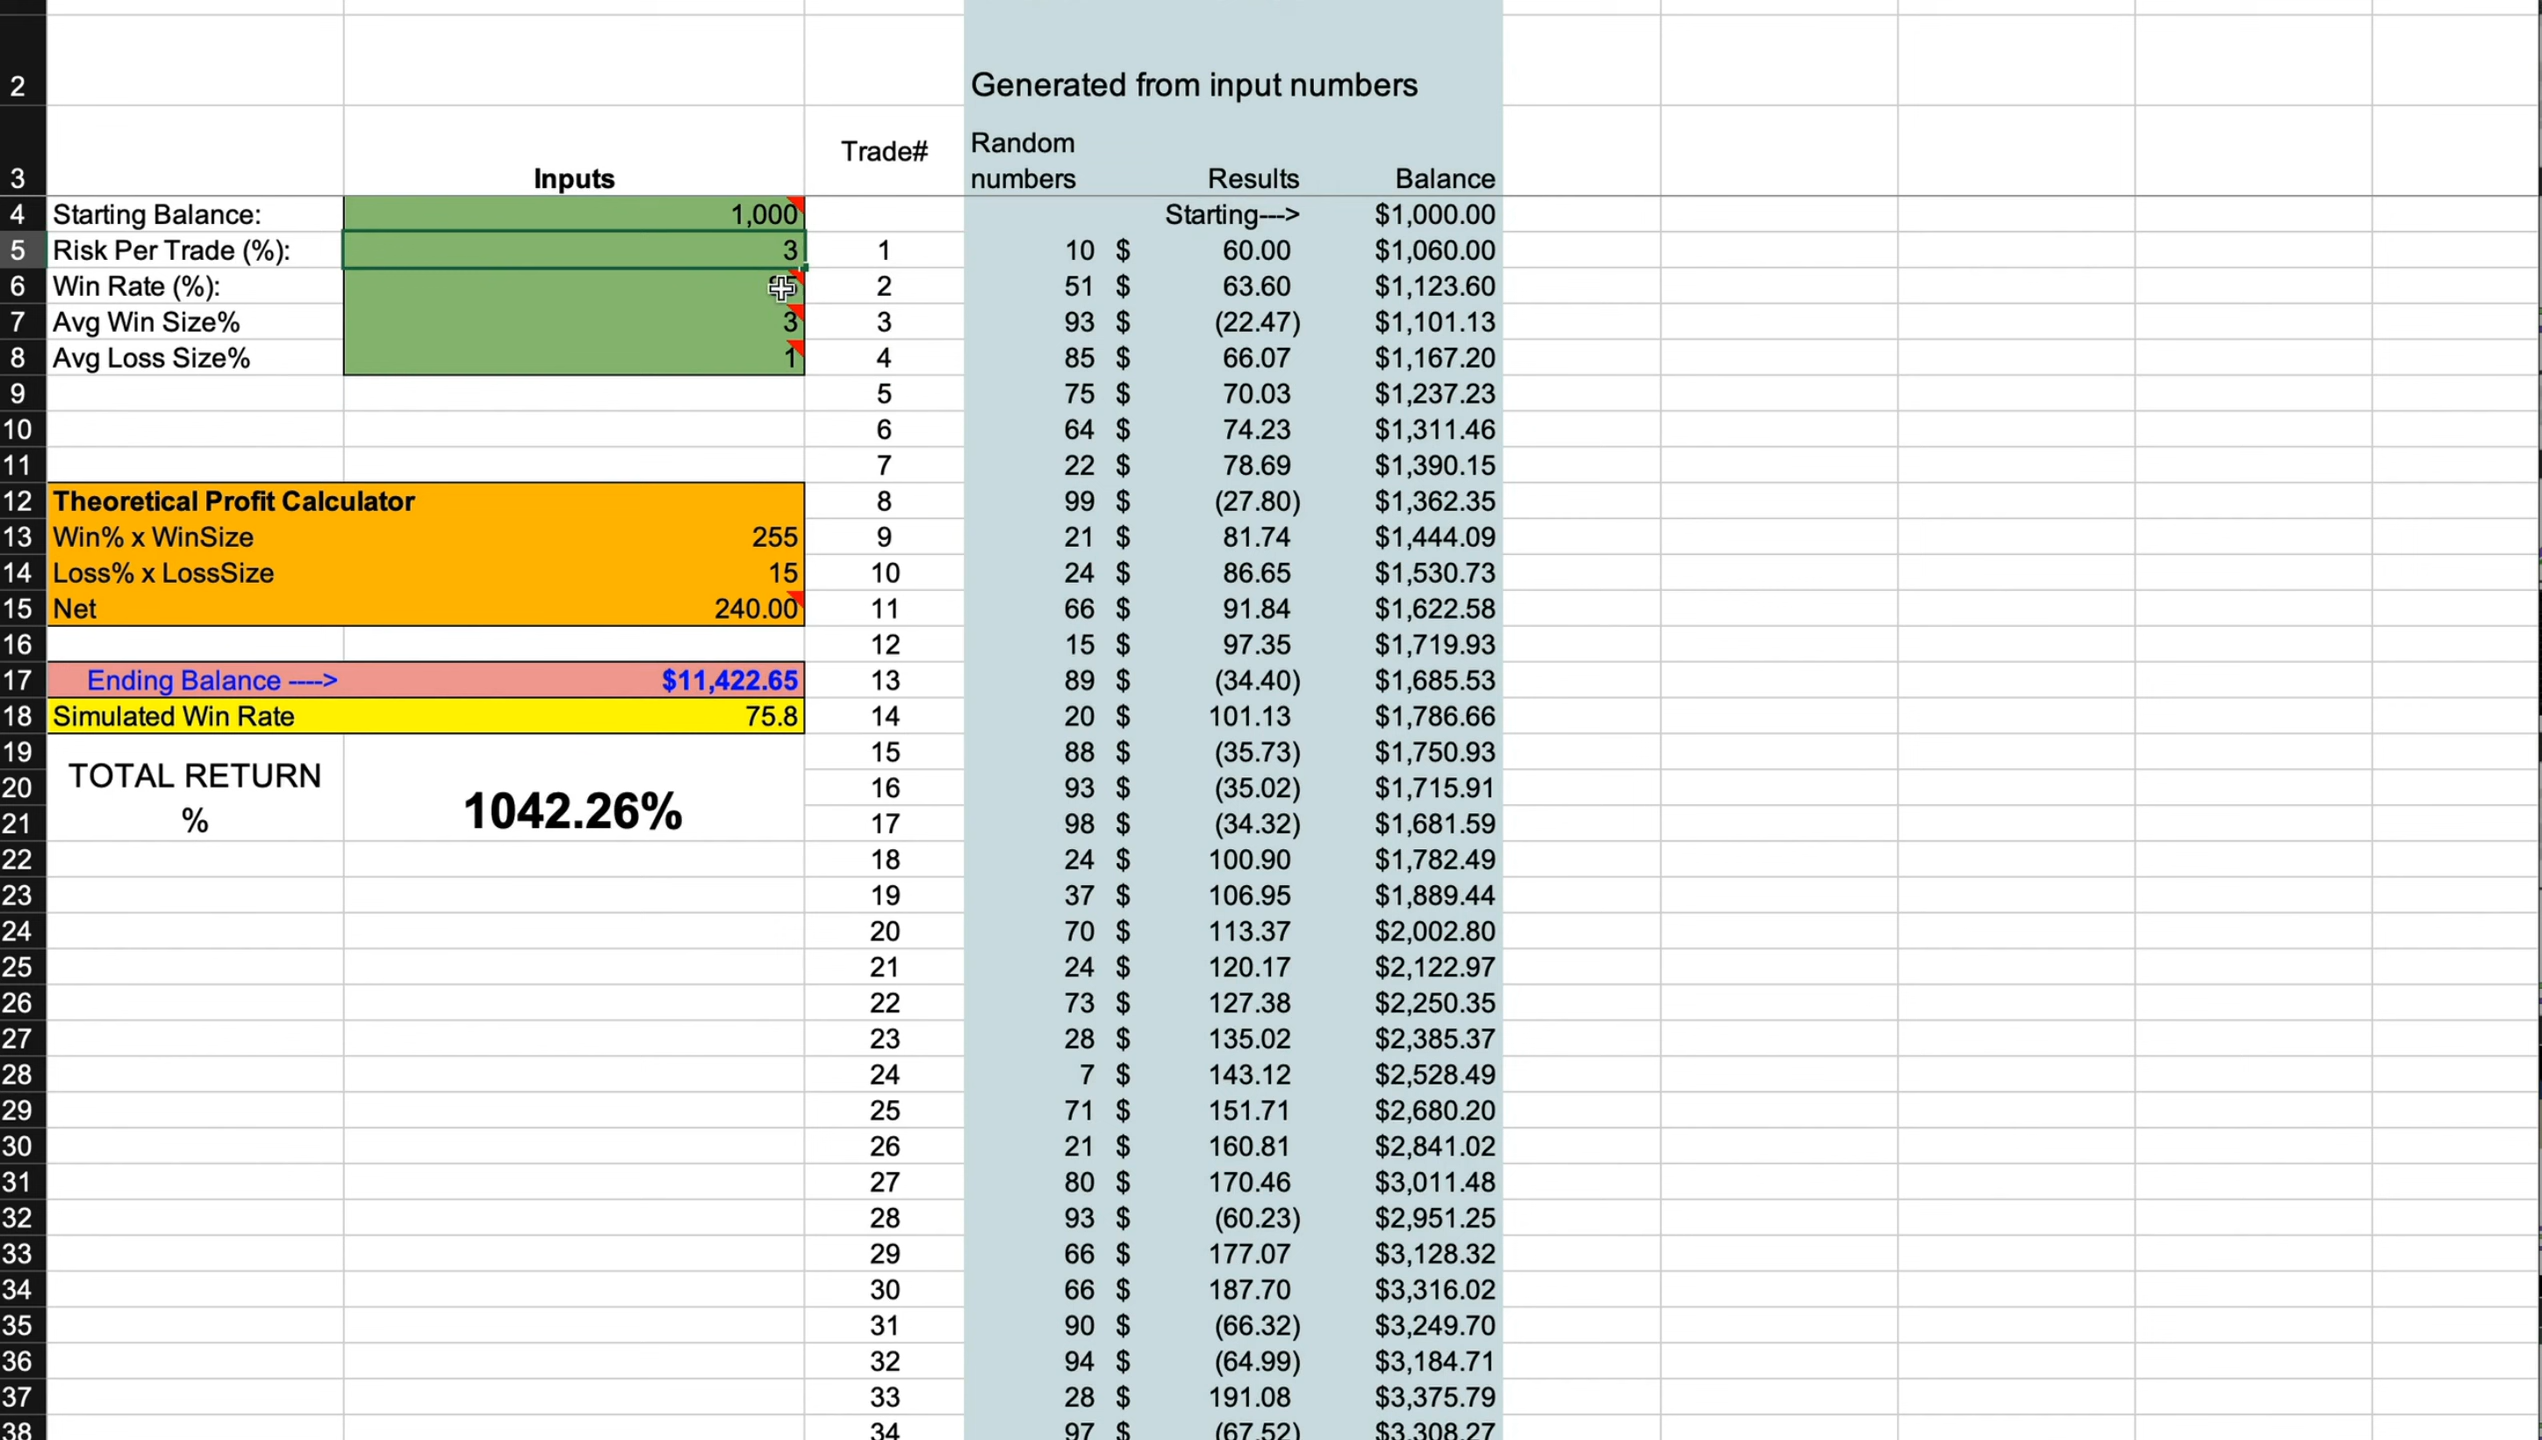 2 Generated from input numbers
3 Inputs Trade# Random numbers Results Balance
4 Starting Balance: 1,000 Starting---> $1,000.00
5 Risk Per Trade (%): 3 1 10 $ 60.00 $1,060.00
6 Win Rate (%): 2 51 $ 63.60 $1,123.60
7 Avg Win Size% 3 3 93 $ (22.47) $1,101.13
8 Avg Loss Size% 1 4 85 $ 66.07 $1,167.20
9 5 75 $ 70.03 $1,237.23
10 6 64 $ 74.23 $1,311.46
11 7 22 $ 78.69 $1,390.15
12 Theoretical Profit Calculator 8 99 $ (27.80) $1,362.35
13 Win% x WinSize 255 9 21 $ 81.74 $1,444.09
14 Loss% x LossSize 15 10 24 $ 86.65 $1,530.73
15 Net 240.00 11 66 $ 91.84 $1,622.58
16 12 15 $ 97.35 $1,719.93
17 Ending Balance ----> $11,422.65 13 89 $ (34.40) $1,685.53
18 Simulated Win Rate 75.8 14 20 $ 101.13 $1,786.66
19 15 88 $ (35.73) $1,750.93
TOTAL RETURN
20 16 93 $ (35.02) $1,715.91
% 1042.26%
21 17 98 $ (34.32) $1,681.59
22 18 24 $ 100.90 $1,782.49
23 19 37 $ 106.95 $1,889.44
24 20 70 $ 113.37 $2,002.80
25 21 24 $ 120.17 $2,122.97
26 22 73 $ 127.38 $2,250.35
27 23 28 $ 135.02 $2,385.37
28 24 7 $ 143.12 $2,528.49
29 25 71 $ 151.71 $2,680.20
30 26 21 $ 160.81 $2,841.02
31 27 80 $ 170.46 $3,011.48
32 28 93 $ (60.23) $2,951.25
33 29 66 $ 177.07 $3,128.32
34 30 66 $ 187.70 $3,316.02
35 31 90 $ (66.32) $3,249.70
36 32 94 $ (64.99) $3,184.71
37 33 28 $ 191.08 $3,375.79
38 34 97 $ (67.52) $3,308.27